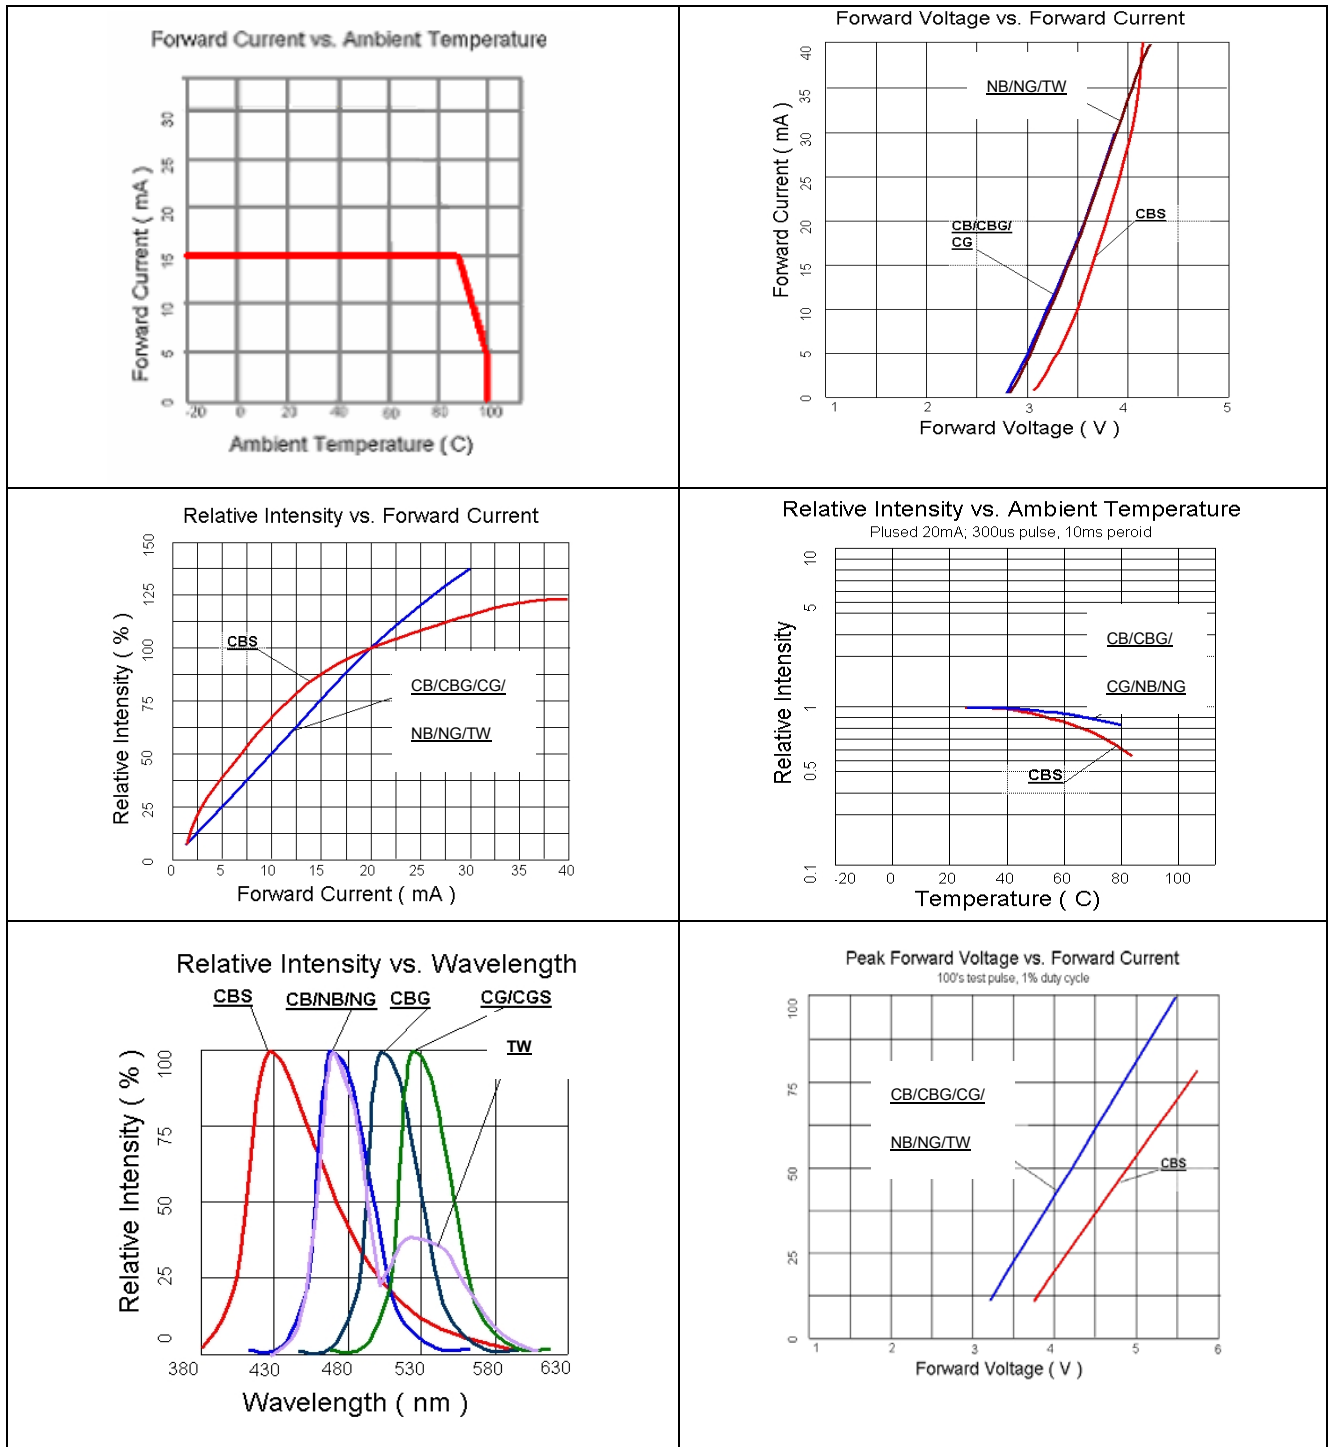 Forward Current vs. Ambient Temperature
Forward Current ( mA )
30
25
20
15
10
5
0
-20 0 20 40 60 80 100
Ambient Temperature ( C)
Forward Voltage vs. Forward Current
Forward Current ( mA )
40
35
30
25
20
15
10
5
0
NB/NG/TW
CB/CBG/
CG
CBS
1 2 3 4 5
Forward Voltage ( V )
Relative Intensity vs. Forward Current
Relative Intensity ( % )
150
125
100
75
50
25
0
CBS
CB/CBG/CG/
NB/NG/TW
0 5 10 15 20 25 30 35 40
Forward Current ( mA )
Relative Intensity vs. Ambient Temperature
Plused 20mA; 300us pulse, 10ms peroid
Relative Intensity
10
5
1
0.5
0.1
CB/CBG/
CG/NB/NG
CBS
-20 0 20 40 60 80 100
Temperature ( C)
Relative Intensity vs. Wavelength
CBS CB/NB/NG CBG CG/CGS
TW
Relative Intensity ( % )
100
75
50
25
0
380 430 480 530 580 630
Wavelength ( nm )
Peak Forward Voltage vs. Forward Current
100's test pulse, 1% duty cycle
100
75
50
25
0
CB/CBG/CG/
NB/NG/TW
CBS
1 2 3 4 5 6
Forward Voltage ( V )